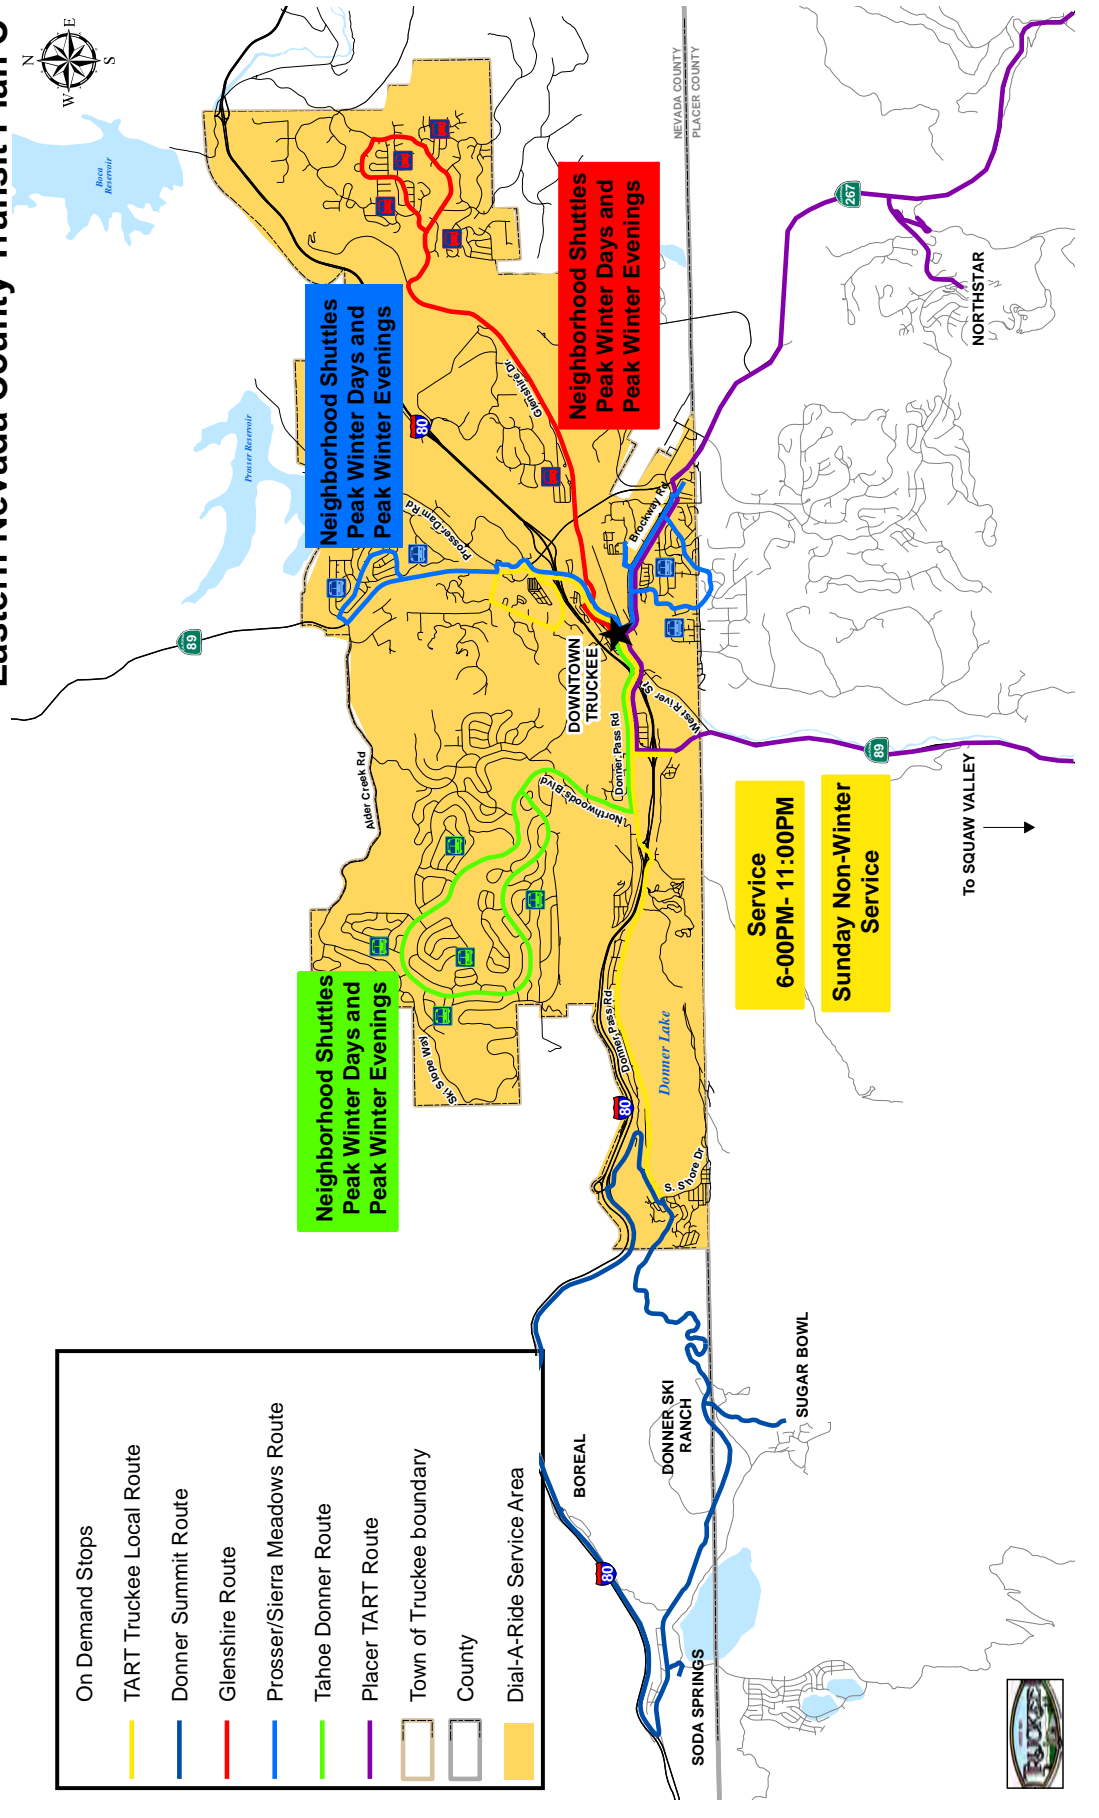 Eastern Nevada County Transit Plan
N
E
S
W
Boca
Reservoir
Prosser Reservoir
NEVADA COUNTY
PLACER COUNTY
Neighborhood Shuttles
Peak Winter Days and
Peak Winter Evenings
Neighborhood Shuttles
Peak Winter Days and
Peak Winter Evenings
Neighborhood Shuttles
Peak Winter Days and
Peak Winter Evenings
267
NORTHSTAR
Glenshire Dr.
80
Prosser Dam Rd
Brockway Rd
89
DOWNTOWN
TRUCKEE
West River St
Donner Pass Rd
Northwoods Blvd
Alder Creek Rd
89
To SQUAW VALLEY
Service
6-00PM- 11:00PM
Sunday Non-Winter
Service
Ski Slope Way
Donner Pass Rd
Donner Lake
80
S. Shore Dr
SUGAR BOWL
DONNER SKI
RANCH
BOREAL
80
SODA SPRINGS
On Demand Stops
TART Truckee Local Route
Donner Summit Route
Glenshire Route
Prosser/Sierra Meadows Route
Tahoe Donner Route
Placer TART Route
Town of Truckee boundary
County
Dial-A-Ride Service Area